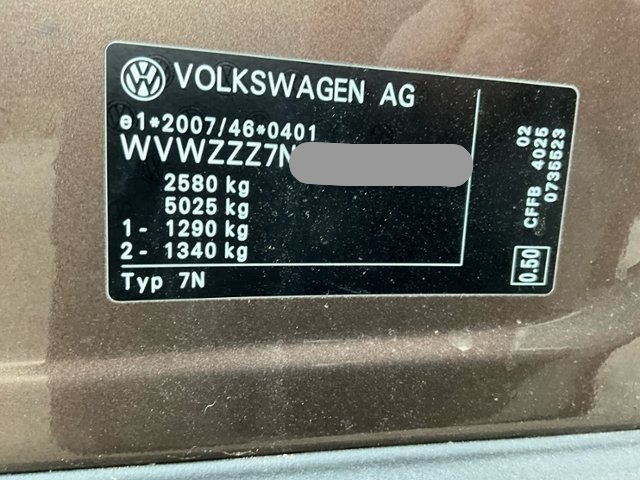 VOLKSWAGEN AG
e1*2007/46*0401
WVWZZZ7N
2580 kg
5025 kg
1- 1290 kg
2- 1340 kg
Typ 7N
02
CFFB 4025
0735523
0.50